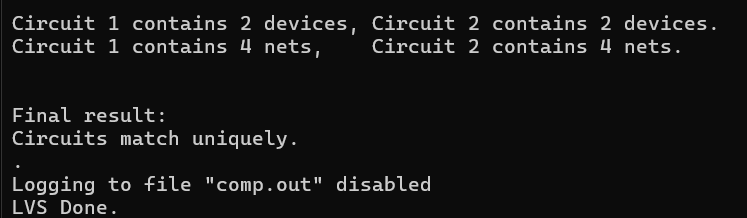 Circuit 1 contains 2 devices, Circuit 2 contains 2 devices.
Circuit 1 contains 4 nets,    Circuit 2 contains 4 nets.
Final result:
Circuits match uniquely.
.
Logging to file "comp.out" disabled
LVS Done.